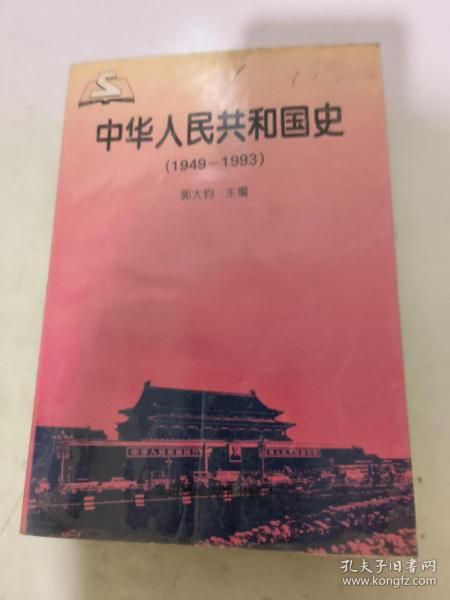 中华人民共和国史
(1949-1993)
郭大钧 主编
孔夫子旧书网
www.kongfz.com